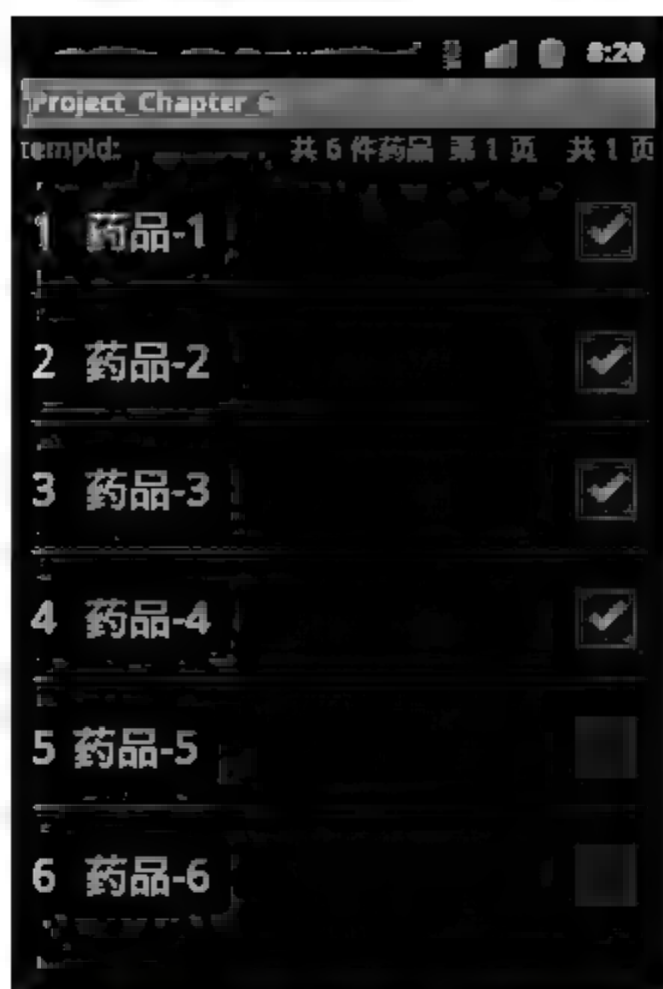 8:20
Project_Chapter_6
tempId: 共 6 件药品 第 1 页 共 1 页
1 药品-1
2 药品-2
3 药品-3
4 药品-4
5 药品-5
6 药品-6